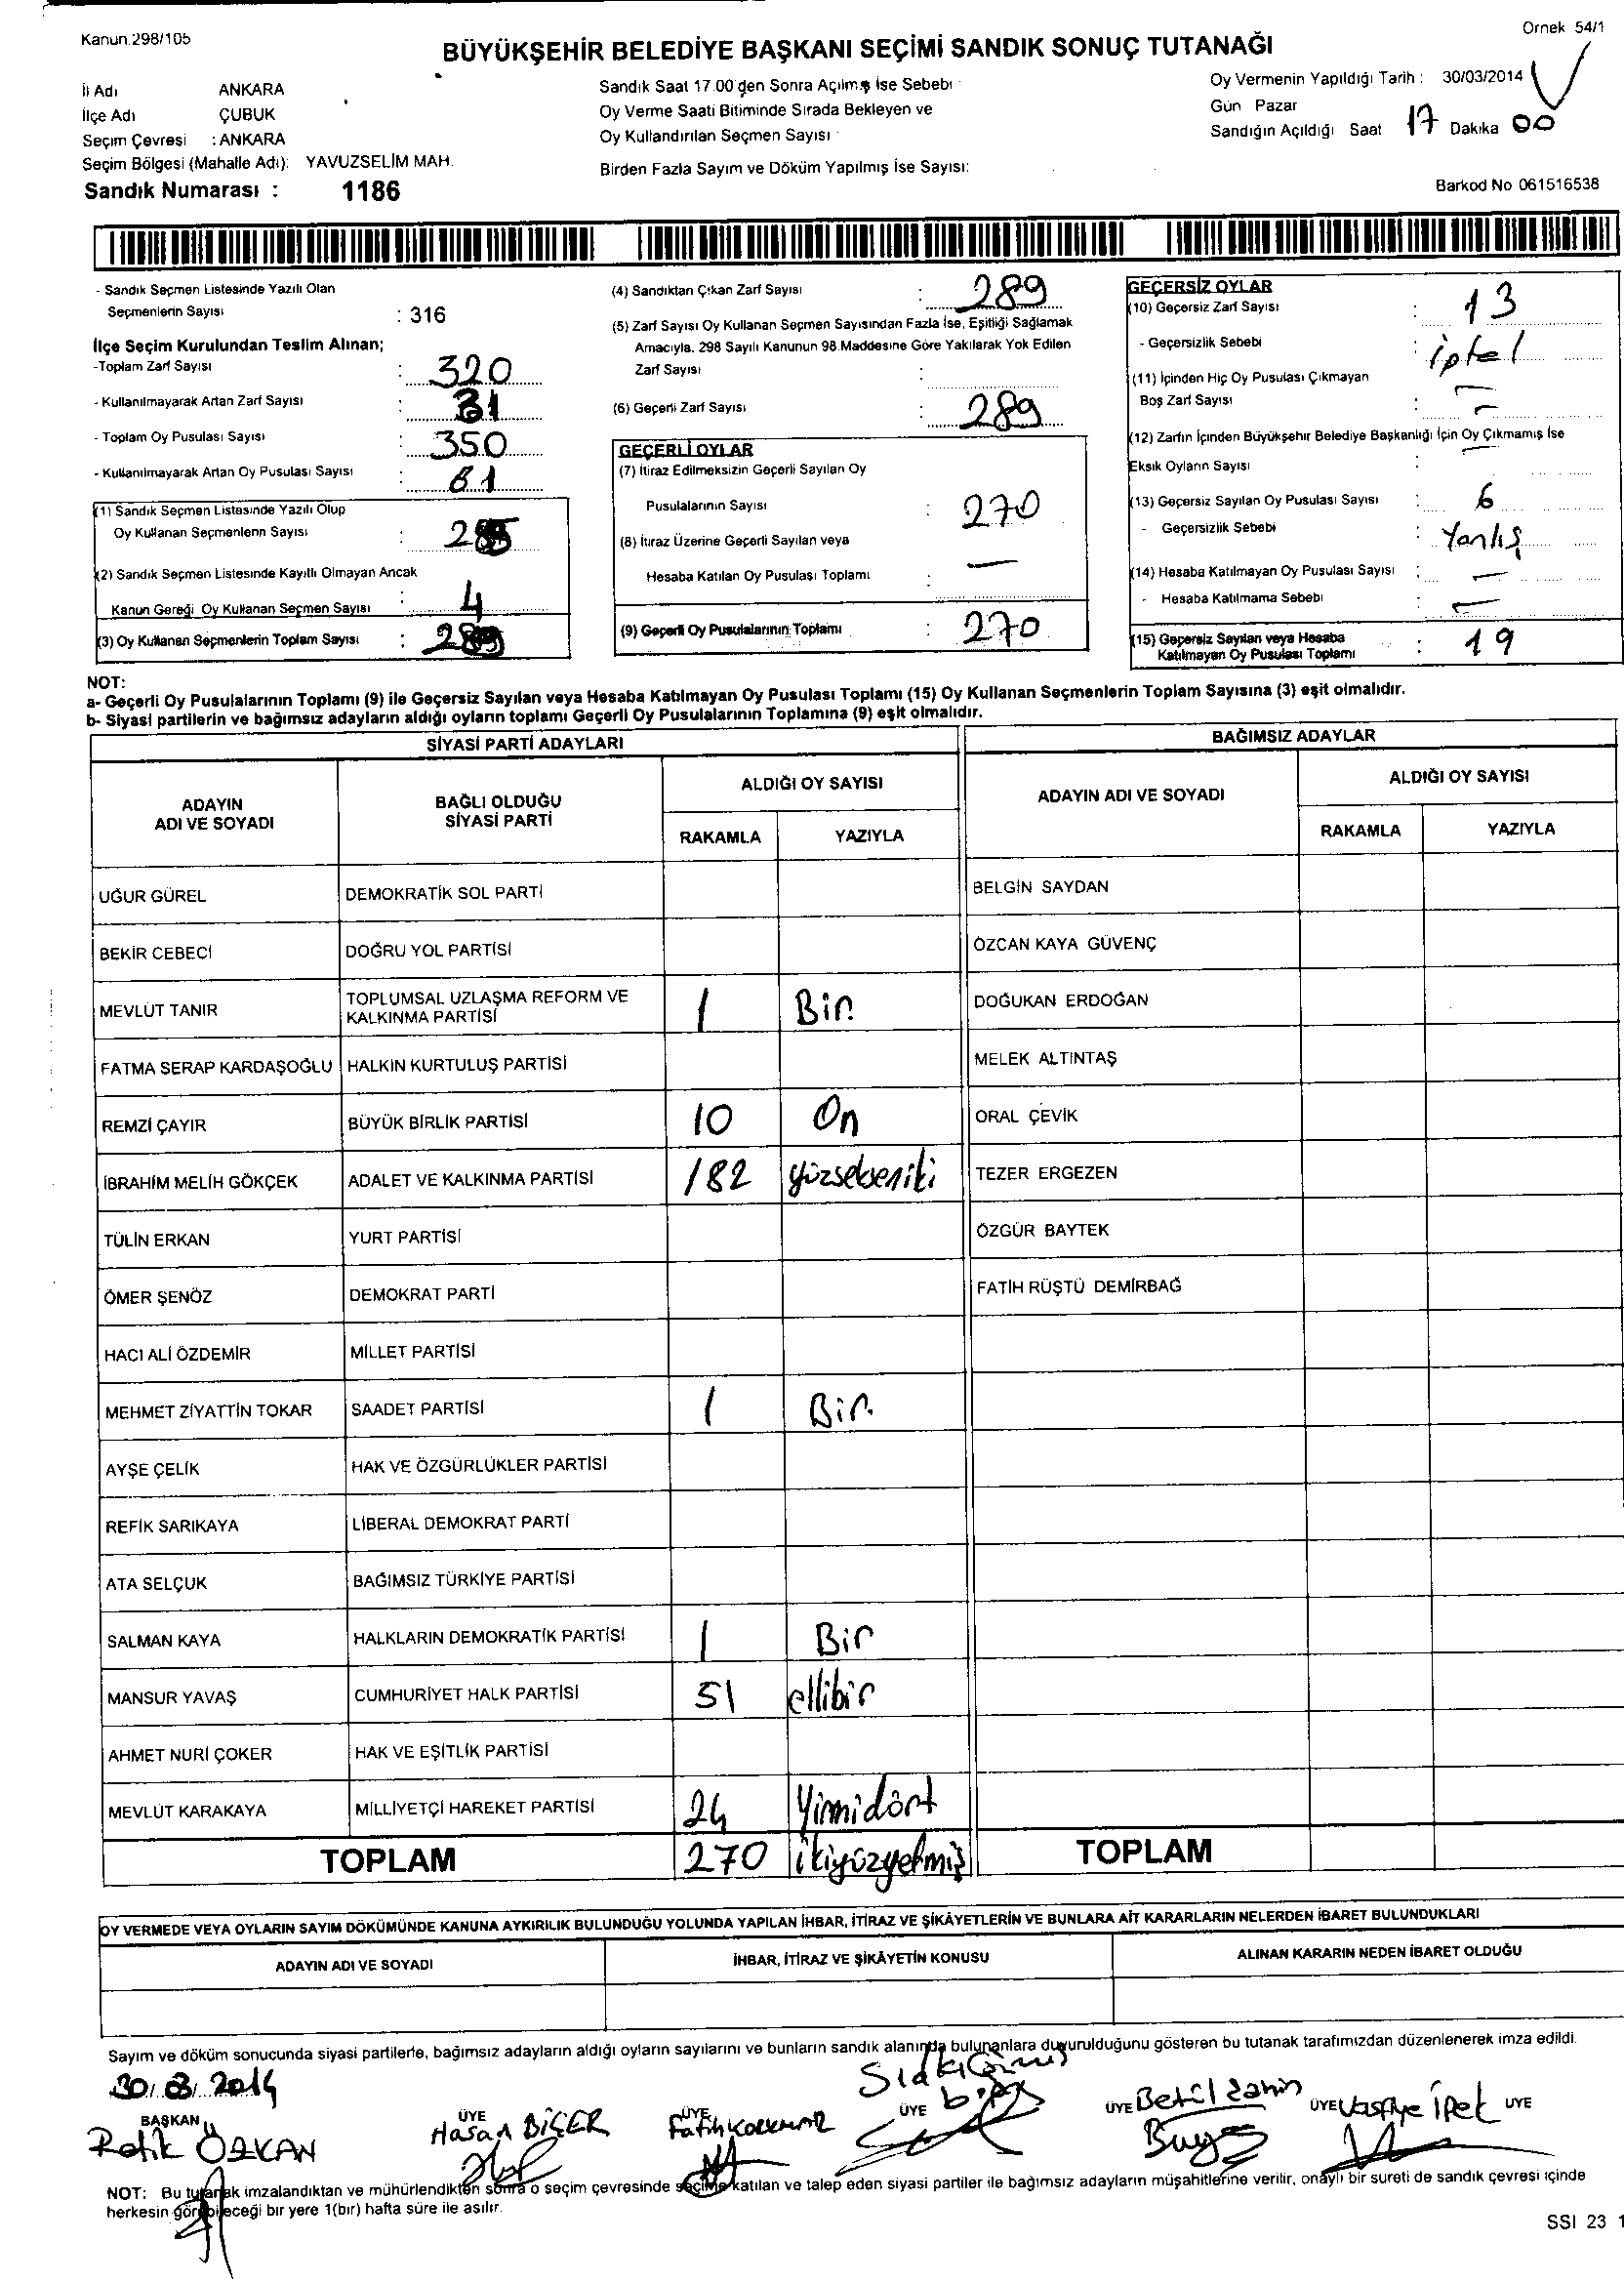 Kanun.298/105
Örnek 54/1
BÜYÜKŞEHİR BELEDİYE BAŞKANI SEÇİMİ SANDIK SONUÇ TUTANAĞI
İl Adı ANKARA
İlçe Adı ÇUBUK
Seçim Çevresi : ANKARA
Seçim Bölgesi (Mahalle Adı): YAVUZSELİM MAH.
Sandık Numarası : 1186
Sandık Saat 17.00'den Sonra Açılmış İse Sebebi
Oy Verme Saati Bitiminde Sırada Bekleyen ve
Oy Kullandırılan Seçmen Sayısı :
Birden Fazla Sayım ve Döküm Yapılmış İse Sayısı:
Oy Vermenin Yapıldığı Tarih : 30/03/2014
Gün Pazar
Sandığın Açıldığı Saat 17 Dakika 00
Barkod No 061516538
- Sandık Seçmen Listesinde Yazılı Olan
Seçmenlerin Sayısı : 316
İlçe Seçim Kurulundan Teslim Alınan;
-Toplam Zarf Sayısı : 320
- Kullanılmayarak Artan Zarf Sayısı : 31
- Toplam Oy Pusulası Sayısı : 350
- Kullanılmayarak Artan Oy Pusulası Sayısı : 61
(1) Sandık Seçmen Listesinde Yazılı Olup
Oy Kullanan Seçmenlerin Sayısı : 285
(2) Sandık Seçmen Listesinde Kayıtlı Olmayan Ancak
Kanun Gereği Oy Kullanan Seçmen Sayısı : 4
(3) Oy Kullanan Seçmenlerin Toplam Sayısı : 289
(4) Sandıktan Çıkan Zarf Sayısı : 289
(5) Zarf Sayısı Oy Kullanan Seçmen Sayısından Fazla İse, Eşitliği Sağlamak
Amacıyla, 298 Sayılı Kanunun 98.Maddesine Göre Yakılarak Yok Edilen
Zarf Sayısı :
(6) Geçerli Zarf Sayısı : 289
GEÇERLİ OYLAR
(7) İtiraz Edilmeksizin Geçerli Sayılan Oy
Pusulalarının Sayısı : 270
(8) İtiraz Üzerine Geçerli Sayılan veya
Hesaba Katılan Oy Pusulası Toplamı : —
(9) Geçerli Oy Pusulalarının Toplamı : 270
GEÇERSİZ OYLAR
(10) Geçersiz Zarf Sayısı : 13
- Geçersizlik Sebebi : iptal
(11) İçinden Hiç Oy Pusulası Çıkmayan
Boş Zarf Sayısı : —
(12) Zarfın İçinden Büyükşehir Belediye Başkanlığı İçin Oy Çıkmamış İse
Eksik Oyların Sayısı : —
(13) Geçersiz Sayılan Oy Pusulası Sayısı : 6
- Geçersizlik Sebebi : Yanlış
(14) Hesaba Katılmayan Oy Pusulası Sayısı : —
- Hesaba Katılmama Sebebi : —
(15) Geçersiz Sayılan veya Hesaba
Katılmayan Oy Pusulası Toplamı : 19
NOT:
a- Geçerli Oy Pusulalarının Toplamı (9) ile Geçersiz Sayılan veya Hesaba Katılmayan Oy Pusulası Toplamı (15) Oy Kullanan Seçmenlerin Toplam Sayısına (3) eşit olmalıdır.
b- Siyasi partilerin ve bağımsız adayların aldığı oyların toplamı Geçerli Oy Pusulalarının Toplamına (9) eşit olmalıdır.
SİYASİ PARTİ ADAYLARI BAĞIMSIZ ADAYLAR
ADAYIN ADI VE SOYADI BAĞLI OLDUĞU SİYASİ PARTİ ALDIĞI OY SAYISI ADAYIN ADI VE SOYADI ALDIĞI OY SAYISI
RAKAMLA YAZIYLA RAKAMLA YAZIYLA
UĞUR GÜREL DEMOKRATİK SOL PARTİ BELGİN SAYDAN
BEKİR CEBECİ DOĞRU YOL PARTİSİ ÖZCAN KAYA GÜVENÇ
MEVLÜT TANIR TOPLUMSAL UZLAŞMA REFORM VE KALKINMA PARTİSİ 1 Bir DOĞUKAN ERDOĞAN
FATMA SERAP KARDAŞOĞLU HALKIN KURTULUŞ PARTİSİ MELEK ALTINTAŞ
REMZİ ÇAYIR BÜYÜK BİRLİK PARTİSİ 10 On ORAL ÇEVİK
İBRAHİM MELİH GÖKÇEK ADALET VE KALKINMA PARTİSİ 182 yüzsekseniki TEZER ERGEZEN
TÜLİN ERKAN YURT PARTİSİ ÖZGÜR BAYTEK
ÖMER ŞENÖZ DEMOKRAT PARTİ FATİH RÜŞTÜ DEMİRBAĞ
HACI ALİ ÖZDEMİR MİLLET PARTİSİ
MEHMET ZİYATTİN TOKAR SAADET PARTİSİ 1 Bir.
AYŞE ÇELİK HAK VE ÖZGÜRLÜKLER PARTİSİ
REFİK SARIKAYA LİBERAL DEMOKRAT PARTİ
ATA SELÇUK BAĞIMSIZ TÜRKİYE PARTİSİ
SALMAN KAYA HALKLARIN DEMOKRATİK PARTİSİ 1 Bir
MANSUR YAVAŞ CUMHURİYET HALK PARTİSİ 51 ellibir
AHMET NURİ ÇOKER HAK VE EŞİTLİK PARTİSİ
MEVLÜT KARAKAYA MİLLİYETÇİ HAREKET PARTİSİ 24 Yirmidört
TOPLAM 270 ikiyüzyetmiş TOPLAM
OY VERMEDE VEYA OYLARIN SAYIM DÖKÜMÜNDE KANUNA AYKIRILIK BULUNDUĞU YOLUNDA YAPILAN İHBAR, İTİRAZ VE ŞİKÂYETLERİN VE BUNLARA AİT KARARLARIN NELERDEN İBARET BULUNDUKLARI
ADAYIN ADI VE SOYADI İHBAR, İTİRAZ VE ŞİKÂYETİN KONUSU ALINAN KARARIN NEDEN İBARET OLDUĞU
Sayım ve döküm sonucunda siyasi partilerle, bağımsız adayların aldığı oyların sayılarını ve bunların sandık alanında bulunanlara duyurulduğunu gösteren bu tutanak tarafımızdan düzenlenerek imza edildi.
30/03/2014
BAŞKAN ÜYE ÜYE ÜYE ÜYE ÜYE ÜYE
Refik ÖZKAN Hasan BİÇER Fatih KORKMAZ Sıdkı Betül Vasfiye İpek
NOT: Bu tutanak imzalandıktan ve mühürlendikten sonra o seçim çevresinde seçime katılan ve talep eden siyasi partiler ile bağımsız adayların müşahitlerine verilir, onaylı bir sureti de sandık çevresi içinde
herkesin görebileceği bir yere 1(bir) hafta süre ile asılır.
SSI 23 1